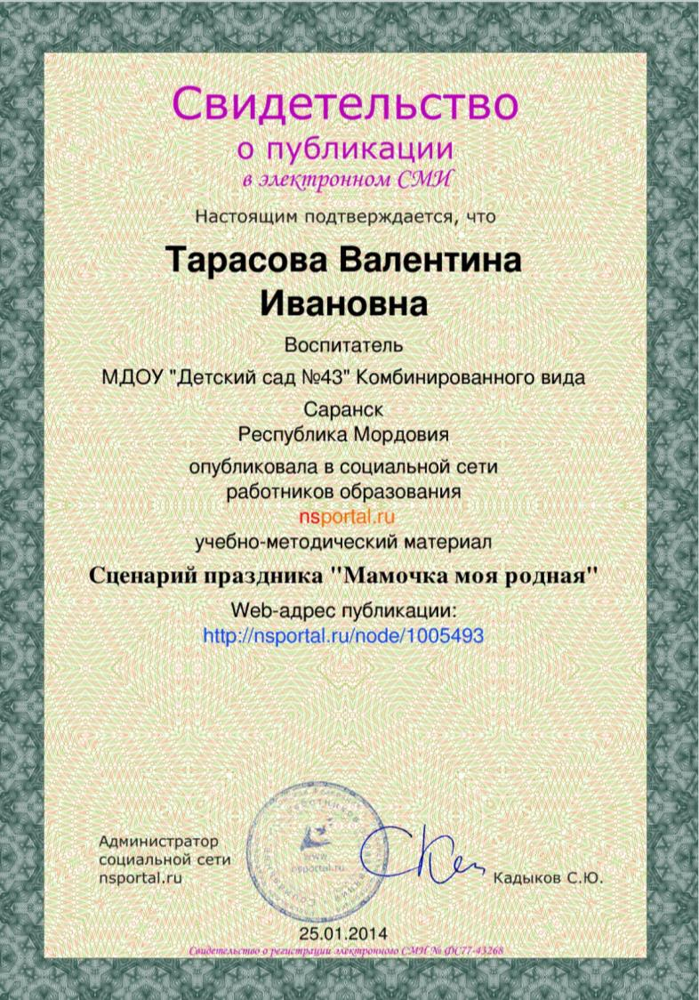 Свидетельство
о публикации
в электронном СМИ
Настоящим подтверждается, что
Тарасова Валентина
Ивановна
Воспитатель
МДОУ "Детский сад №43" Комбинированного вида
Саранск
Республика Мордовия
опубликовала в социальной сети
работников образования
nsportal.ru
учебно-методический материал
Сценарий праздника "Мамочка моя родная"
Web-адрес публикации:
http://nsportal.ru/node/1005493
Администратор
социальной сети
nsportal.ru
www
nsportal.ru
Кадыков С.Ю.
25.01.2014
Свидетельство о регистрации электронного СМИ № ФС77-43268